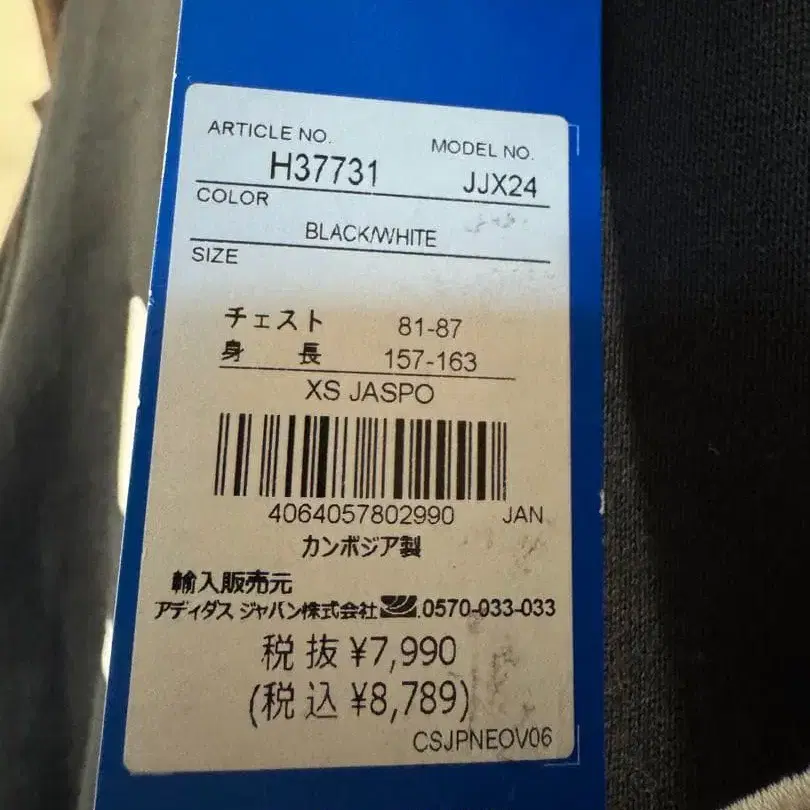 ARTICLE NO. MODEL NO.
H37731 JJX24
COLOR
BLACK/WHITE
SIZE
チェスト 81-87
身長 157-163
XS JASPO
4064057802990 JAN
カンボジア製
輸入販売元
アディダス ジャパン株式会社 .0570-033-033
税抜 ¥7,990
(税込 ¥8,789)
CSJPNEOV06